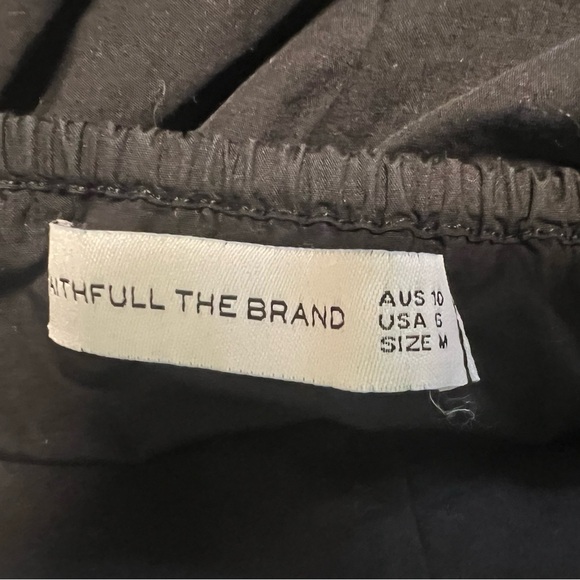 AITHFULL THE BRAND
AUS 10
USA 6
SIZE M